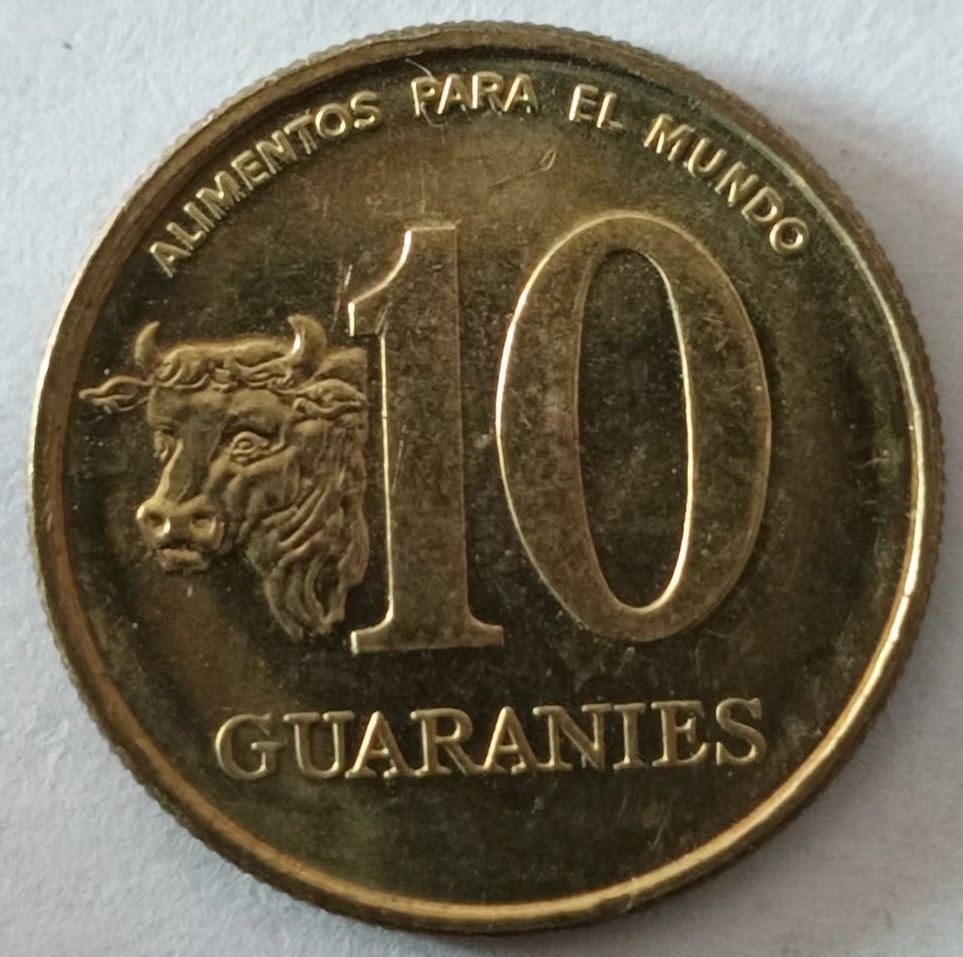 ALIMENTOS PARA EL MUNDO
10
GUARANIES